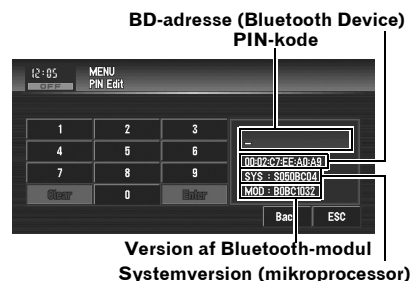 BD-adresse (Bluetooth Device)
PIN-kode
12:05 MENU
OFF PIN Edit
1 2 3
4 5 6
7 8 9
Clear 0 Enter
_
00:02:C7:EE:A0:A9
SYS : S050BC04
MOD : B0BC1032
Back ESC
Version af Bluetooth-modul
Systemversion (mikroprocessor)